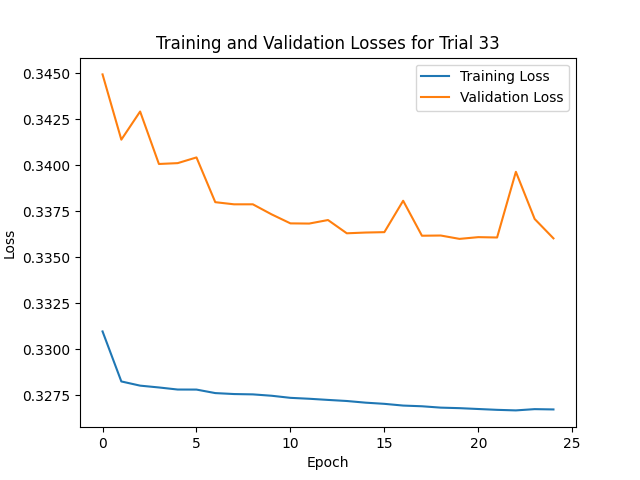 Training and Validation Losses for Trial 33
Training Loss
Validation Loss
0.3450
0.3425
0.3400
0.3375
0.3350
0.3325
0.3300
0.3275
Loss
0 5 10 15 20 25
Epoch